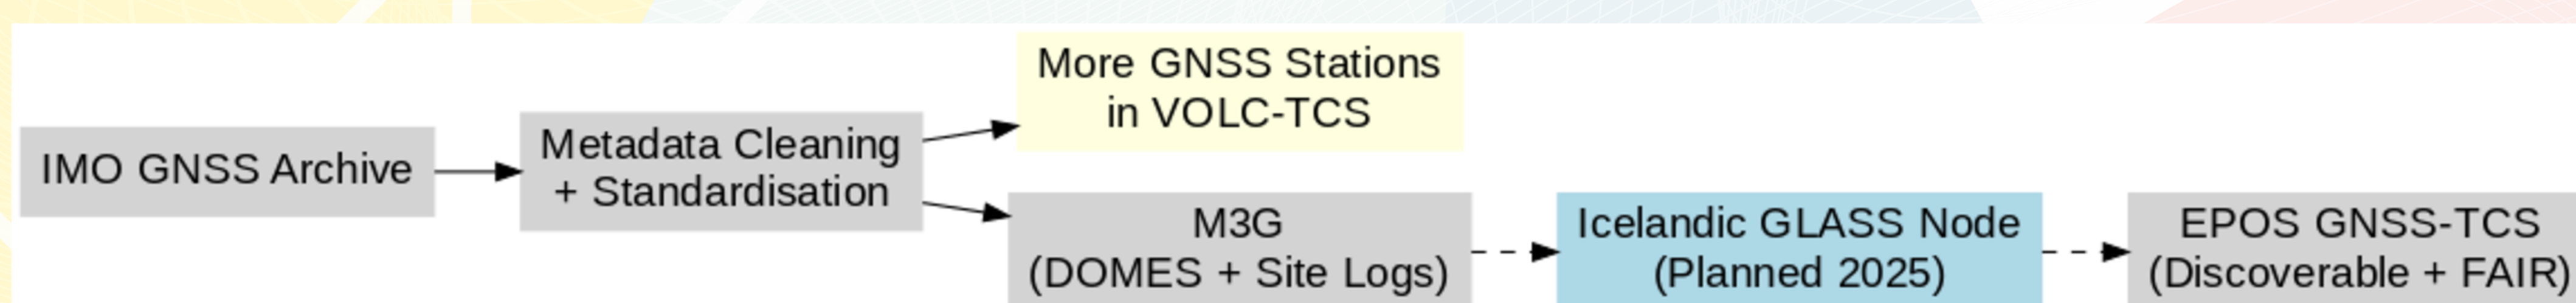 IMO GNSS Archive
Metadata Cleaning
+ Standardisation
More GNSS Stations
in VOLC-TCS
M3G
(DOMES + Site Logs)
Icelandic GLASS Node
(Planned 2025)
EPOS GNSS-TCS
(Discoverable + FAIR)